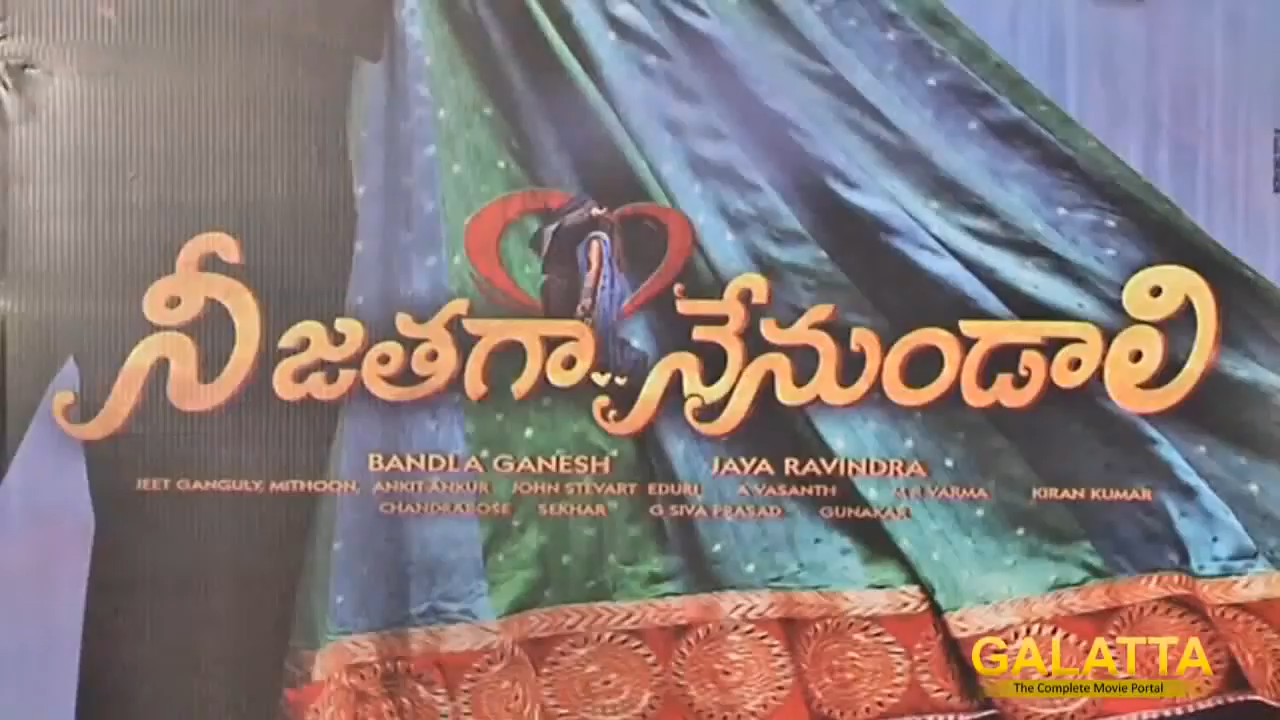 నీ జతగా.. నేనుండాలి
BANDLA GANESH JAYA RAVINDRA
JEET GANGULY, MITHOON, ANKIT ANKUR JOHN STEVART EDURI A VASANTH VARMA KIRAN KUMAR
CHANDRABOSE SEKHAR G SIVA PRASAD GUNAKAR
GALATTA
The Complete Movie Portal